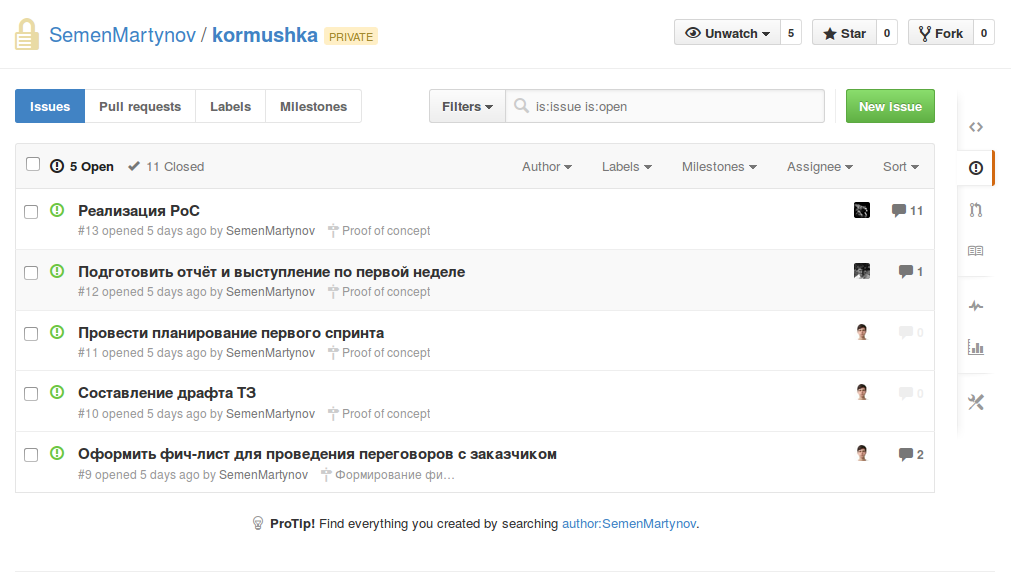 SemenMartynov / kormushka PRIVATE
Unwatch 5 Star 0 Fork 0
Issues Pull requests Labels Milestones
Filters is:issue is:open
New Issue
5 Open 11 Closed
Author Labels Milestones Assignee Sort
Реализация PoC
11
#13 opened 5 days ago by SemenMartynov Proof of concept
Подготовить отчёт и выступление по первой неделе
1
#12 opened 5 days ago by SemenMartynov Proof of concept
Провести планирование первого спринта
0
#11 opened 5 days ago by SemenMartynov Proof of concept
Составление драфта ТЗ
0
#10 opened 5 days ago by SemenMartynov Proof of concept
Оформить фич-лист для проведения переговоров с заказчиком
2
#9 opened 5 days ago by SemenMartynov Формирование фи…
ProTip! Find everything you created by searching author:SemenMartynov.